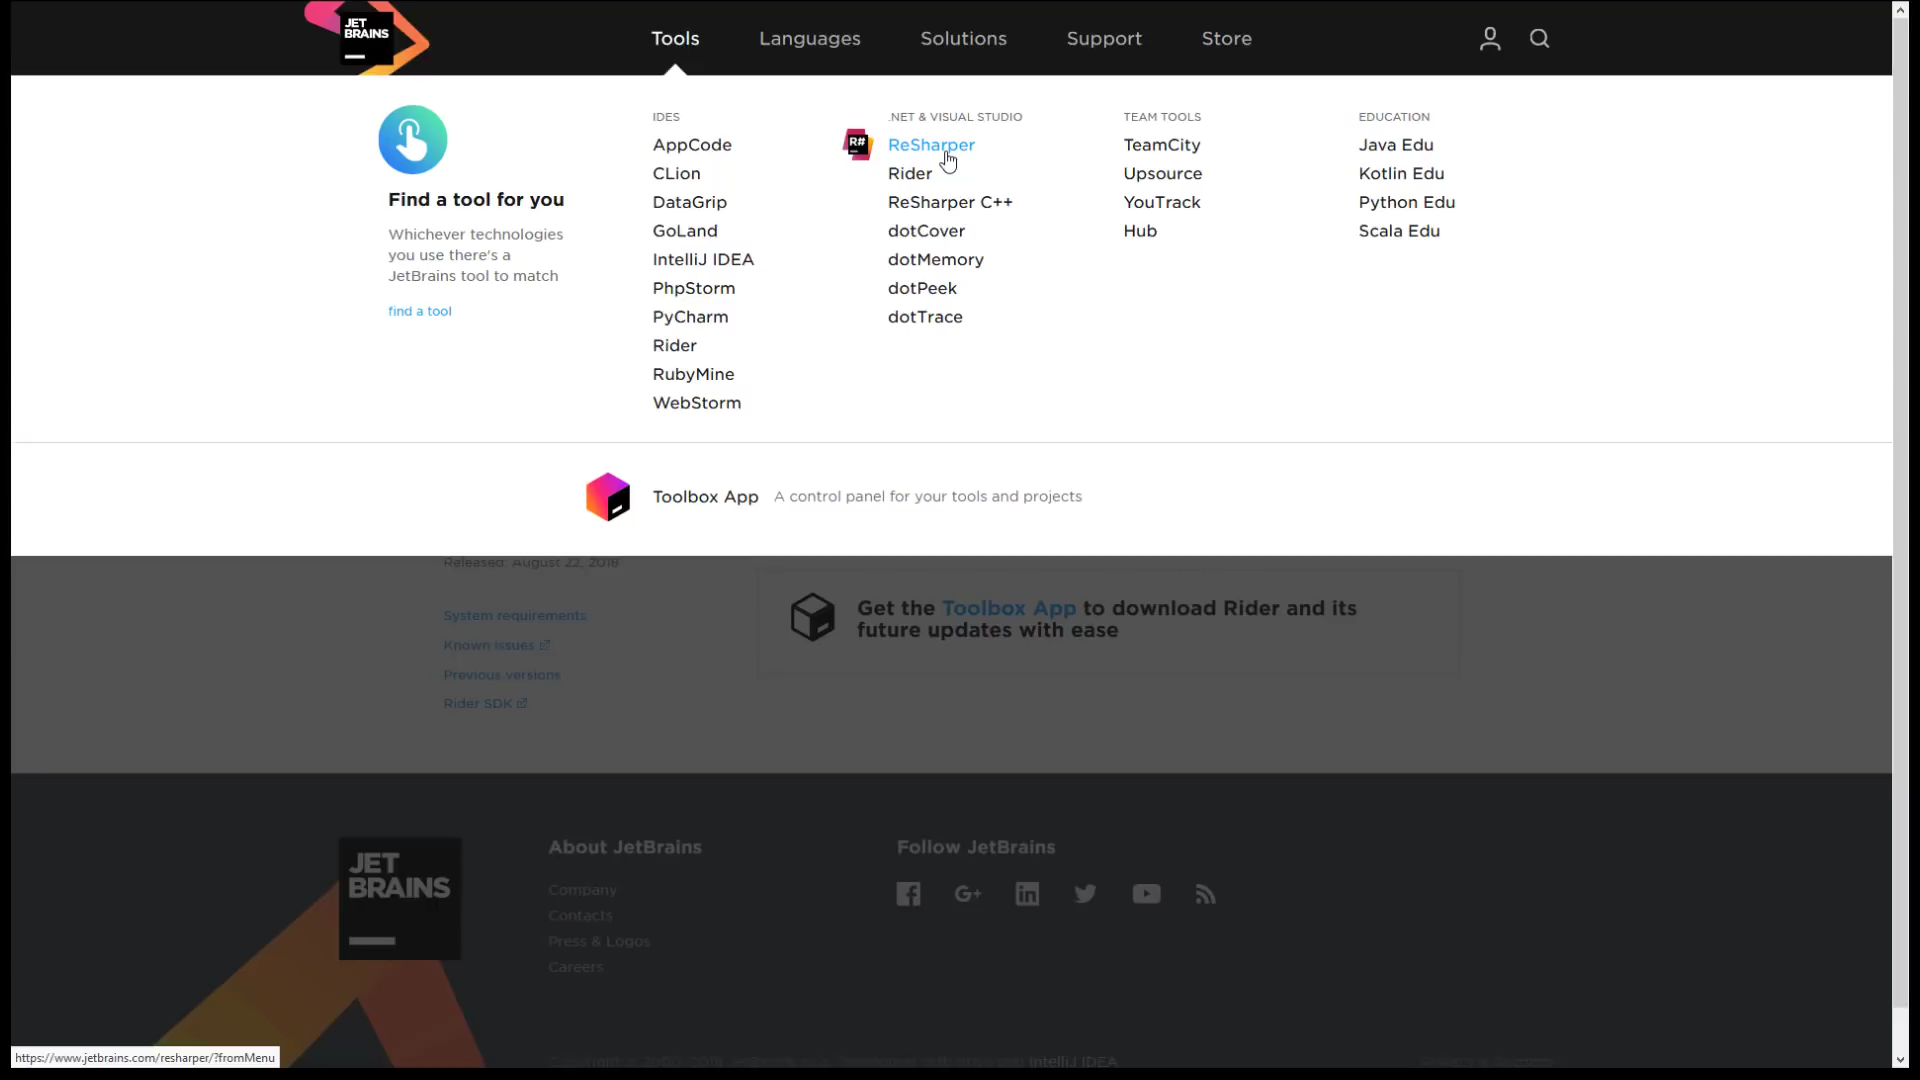 JET
BRAINS
Tools
Languages
Solutions
Support
Store
Find a tool for you
Whichever technologies
you use there's a
JetBrains tool to match
find a tool
IDES
AppCode
CLion
DataGrip
GoLand
IntelliJ IDEA
PhpStorm
PyCharm
Rider
RubyMine
WebStorm
.NET & VISUAL STUDIO
R#
ReSharper
Rider
ReSharper C++
dotCover
dotMemory
dotPeek
dotTrace
TEAM TOOLS
TeamCity
Upsource
YouTrack
Hub
EDUCATION
Java Edu
Kotlin Edu
Python Edu
Scala Edu
Toolbox App
A control panel for your tools and projects
Released: August 22, 2018
System requirements
Known issues
Previous versions
Rider SDK
Get the Toolbox App to download Rider and its
future updates with ease
JET
BRAINS
About JetBrains
Company
Contacts
Press & Logos
Careers
Follow JetBrains
G+
in
https://www.jetbrains.com/resharper/?fromMenu
IntelliJ IDEA